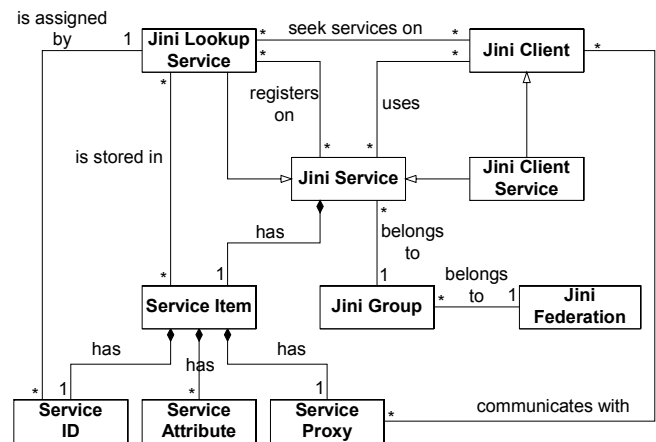 is assigned
by
1
Jini Lookup
Service
*
seek services on
*
Jini Client
*
*
*
*
registers
on
uses
is stored in
*
*
Jini Service
Jini Client
Service
has
*
belongs
to
1
*
1
Service Item
Jini Group
*
belongs
to
1
Jini
Federation
has
has
has
*
1
*
1
communicates with
*
Service
ID
Service
Attribute
Service
Proxy